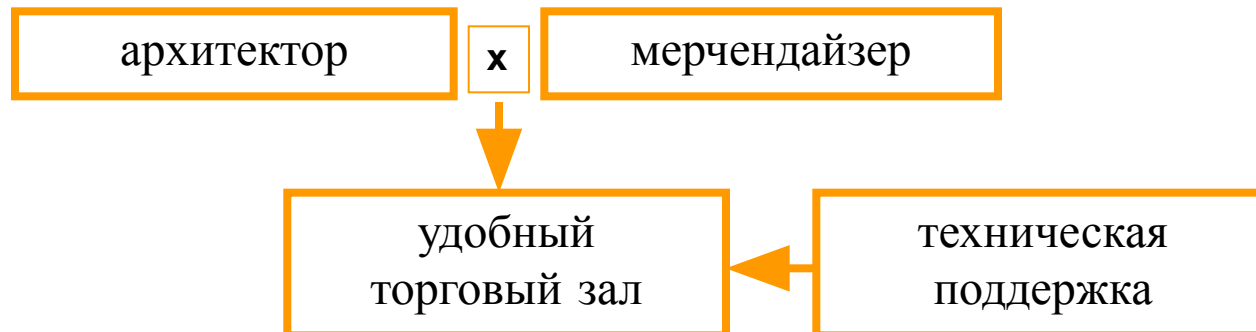 архитектор
x
мерчендайзер
удобный
торговый зал
техническая
поддержка